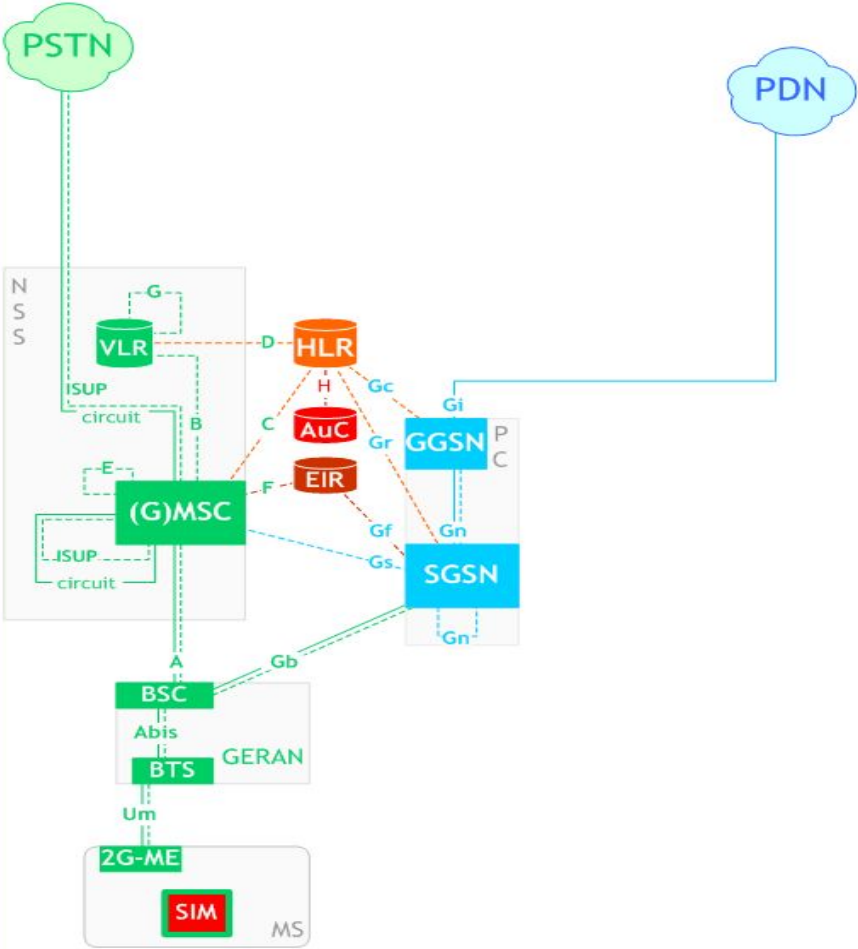 PSTN
PDN
N
S
S
G
VLR
D
HLR
H
Gc
ISUP
circuit
B
C
AuC
Gr
Gi
GGSN
P
C
E
F
EIR
(G)MSC
Gf
Gn
ISUP
circuit
Gs
SGSN
Gn
A
Gb
BSC
Abis
GERAN
BTS
Um
2G-ME
SIM
MS